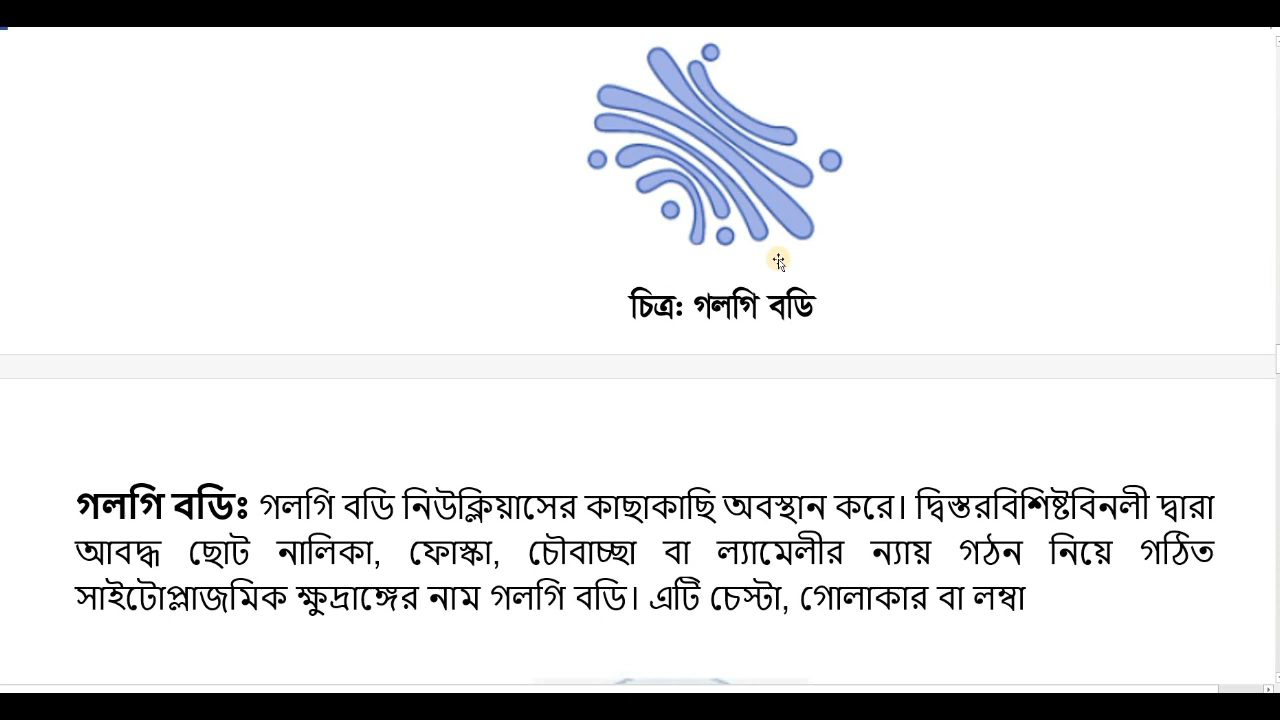 চিত্র: গলগি বডি
গলগি বডিঃ গলগি বডি নিউক্লিয়াসের কাছাকাছি অবস্থান করে। দ্বিস্তরবিশিষ্টবিনলী দ্বারা
আবদ্ধ ছোট নালিকা, ফোস্কা, চৌবাচ্ছা বা ল্যামেলীর ন্যায় গঠন নিয়ে গঠিত
সাইটোপ্লাজমিক ক্ষুদ্রাঙ্গের নাম গলগি বডি। এটি চেস্টা, গোলাকার বা লম্বা